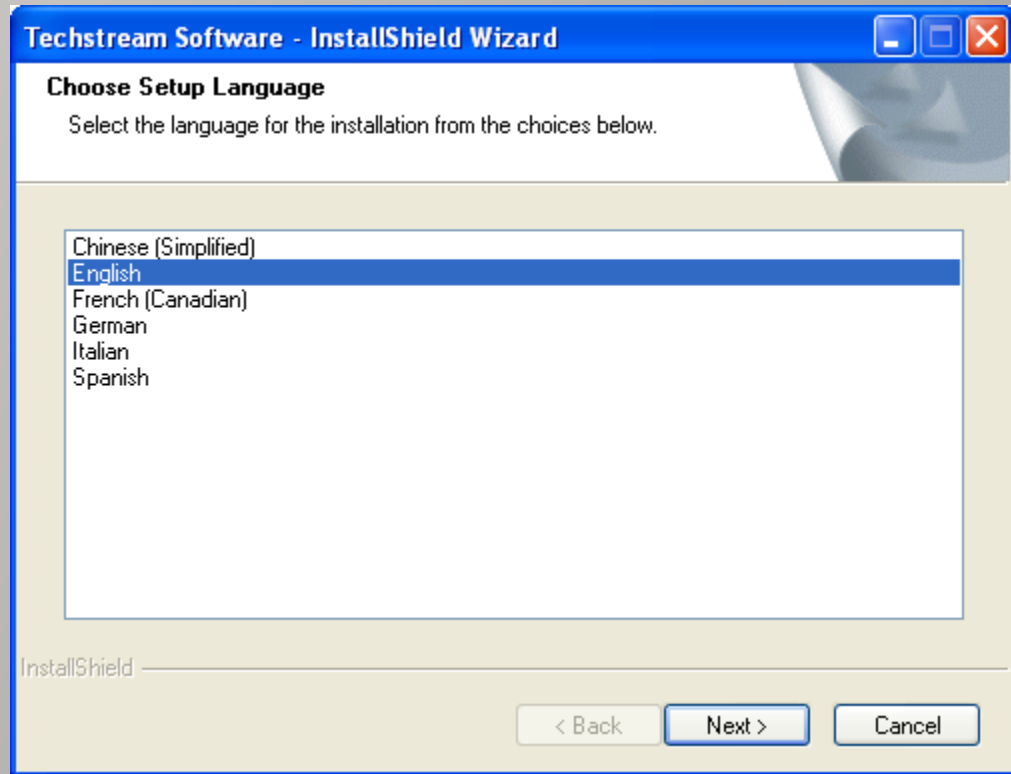 Techstream Software - InstallShield Wizard
Choose Setup Language
Select the language for the installation from the choices below.
Chinese (Simplified)
English
French (Canadian)
German
Italian
Spanish
InstallShield
< Back Next > Cancel